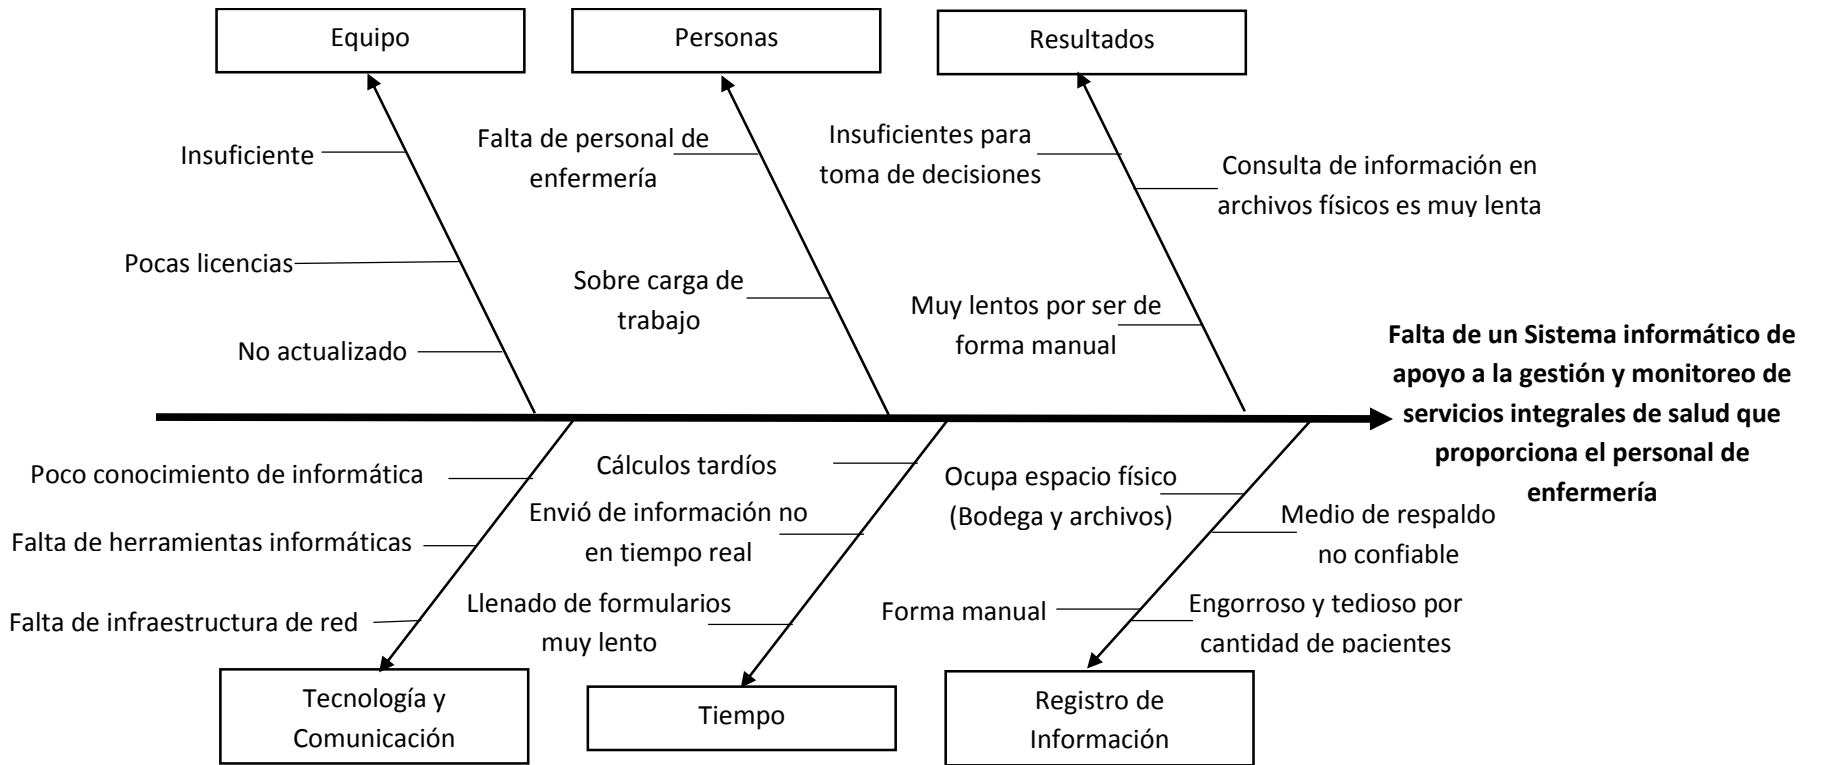 Equipo
Personas
Resultados
Insuficiente
Pocas licencias
No actualizado
Falta de personal de
enfermería
Sobre carga de
trabajo
Insuficientes para
toma de decisiones
Muy lentos por ser de
forma manual
Consulta de información en
archivos físicos es muy lenta
Falta de un Sistema informático de
apoyo a la gestión y monitoreo de
servicios integrales de salud que
proporciona el personal de
enfermería
Poco conocimiento de informática
Falta de herramientas informáticas
Falta de infraestructura de red
Cálculos tardíos
Envió de información no
en tiempo real
Llenado de formularios
muy lento
Ocupa espacio físico
(Bodega y archivos)
Forma manual
Medio de respaldo
no confiable
Engorroso y tedioso por
cantidad de pacientes
Tecnología y
Comunicación
Tiempo
Registro de
Información